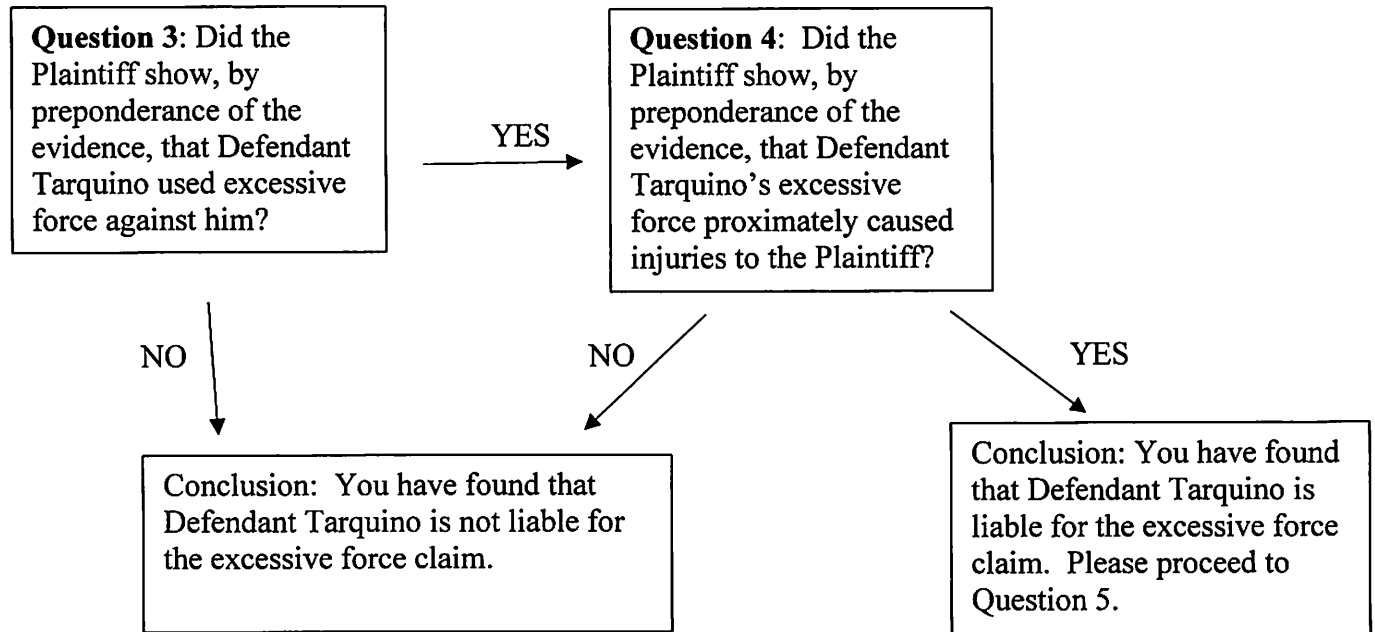 Question 3: Did the
Plaintiff show, by
preponderance of the
evidence, that Defendant
Tarquino used excessive
force against him?
YES
Question 4: Did the
Plaintiff show, by
preponderance of the
evidence, that Defendant
Tarquino's excessive
force proximately caused
injuries to the Plaintiff?
NO
NO
YES
Conclusion: You have found that
Defendant Tarquino is not liable for
the excessive force claim.
Conclusion: You have found
that Defendant Tarquino is
liable for the excessive force
claim. Please proceed to
Question 5.